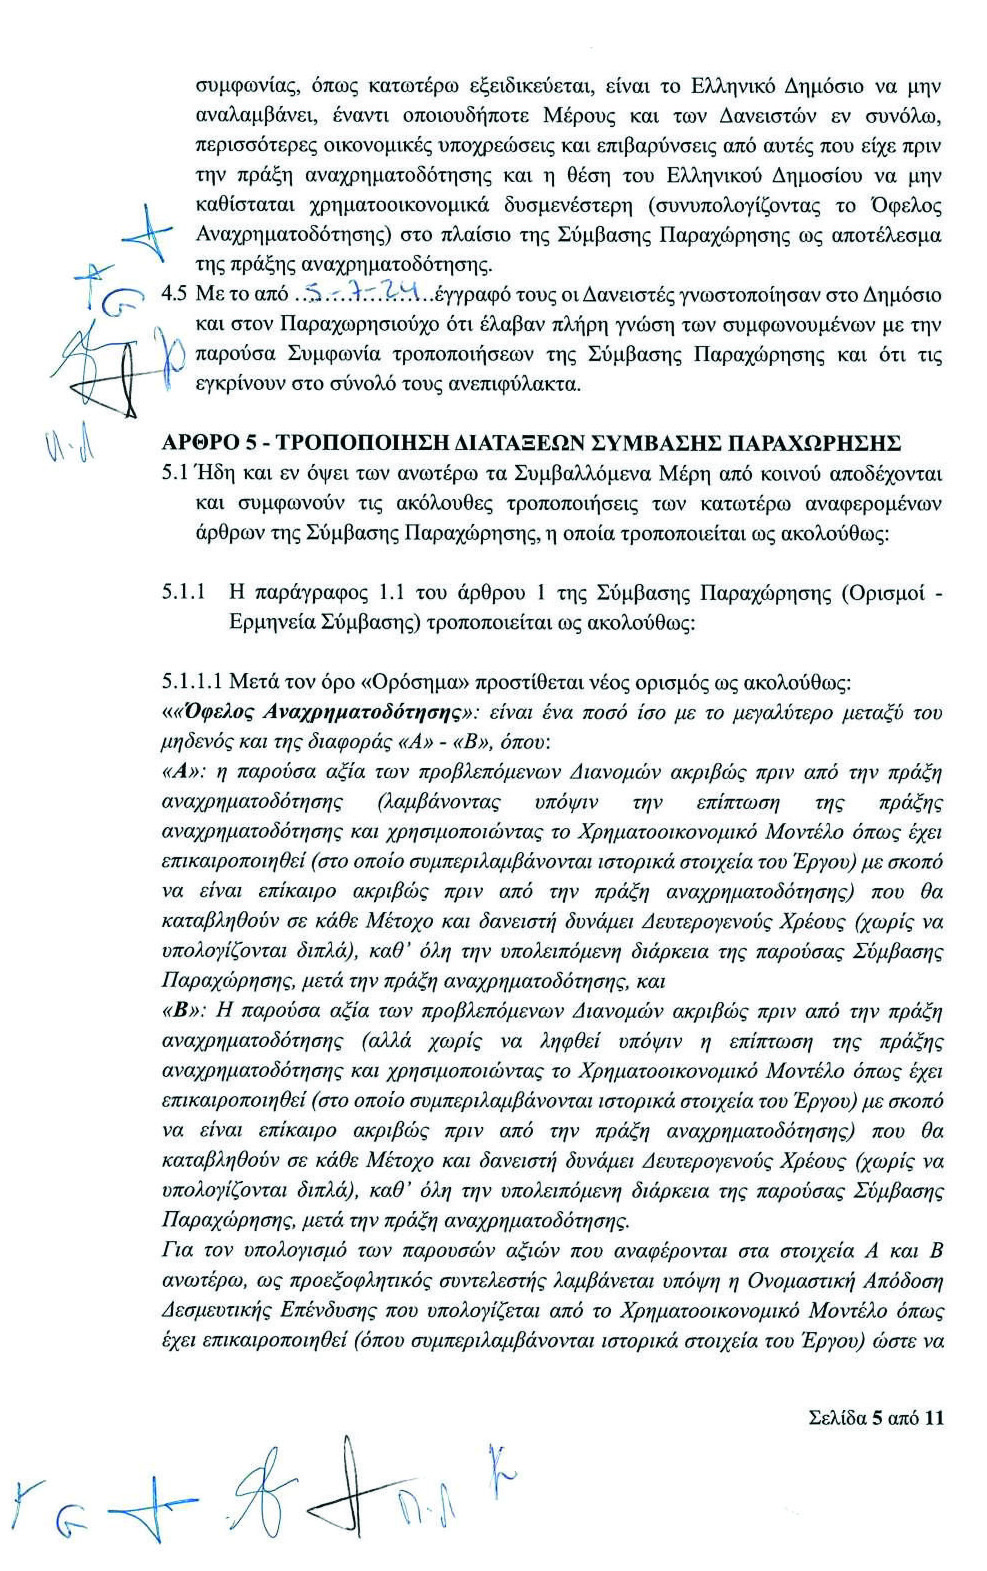 συμφωνίας, όπως κατωτέρω εξειδικεύεται, είναι το Ελληνικό Δημόσιο να μην
αναλαμβάνει, έναντι οποιουδήποτε Μέρους και των Δανειστών εν συνόλω,
περισσότερες οικονομικές υποχρεώσεις και επιβαρύνσεις από αυτές που είχε πριν
την πράξη αναχρηματοδότησης και η θέση του Ελληνικού Δημοσίου να μην
καθίσταται χρηματοοικονομικά δυσμενέστερη (συνυπολογίζοντας το Όφελος
Αναχρηματοδότησης) στο πλαίσιο της Σύμβασης Παραχώρησης ως αποτέλεσμα
της πράξης αναχρηματοδότησης.
4.5 Με το από ..5-7-24..έγγραφό τους οι Δανειστές γνωστοποίησαν στο Δημόσιο
και στον Παραχωρησιούχο ότι έλαβαν πλήρη γνώση των συμφωνουμένων με την
παρούσα Συμφωνία τροποποιήσεων της Σύμβασης Παραχώρησης και ότι τις
εγκρίνουν στο σύνολό τους ανεπιφύλακτα.
Π.Λ
ΑΡΘΡΟ 5 - ΤΡΟΠΟΠΟΙΗΣΗ ΔΙΑΤΑΞΕΩΝ ΣΥΜΒΑΣΗΣ ΠΑΡΑΧΩΡΗΣΗΣ
5.1 Ήδη και εν όψει των ανωτέρω τα Συμβαλλόμενα Μέρη από κοινού αποδέχονται
και συμφωνούν τις ακόλουθες τροποποιήσεις των κατωτέρω αναφερομένων
άρθρων της Σύμβασης Παραχώρησης, η οποία τροποποιείται ως ακολούθως:
5.1.1 Η παράγραφος 1.1 του άρθρου 1 της Σύμβασης Παραχώρησης (Ορισμοί -
Ερμηνεία Σύμβασης) τροποποιείται ως ακολούθως:
5.1.1.1 Μετά τον όρο «Ορόσημα» προστίθεται νέος ορισμός ως ακολούθως:
««Όφελος Αναχρηματοδότησης»: είναι ένα ποσό ίσο με το μεγαλύτερο μεταξύ του
μηδενός και της διαφοράς «Α» - «Β», όπου:
«Α»: η παρούσα αξία των προβλεπόμενων Διανομών ακριβώς πριν από την πράξη
αναχρηματοδότησης (λαμβάνοντας υπόψιν την επίπτωση της πράξης
αναχρηματοδότησης και χρησιμοποιώντας το Χρηματοοικονομικό Μοντέλο όπως έχει
επικαιροποιηθεί (στο οποίο συμπεριλαμβάνονται ιστορικά στοιχεία του Έργου) με σκοπό
να είναι επίκαιρο ακριβώς πριν από την πράξη αναχρηματοδότησης) που θα
καταβληθούν σε κάθε Μέτοχο και δανειστή δυνάμει Δευτερογενούς Χρέους (χωρίς να
υπολογίζονται διπλά), καθ’ όλη την υπολειπόμενη διάρκεια της παρούσας Σύμβασης
Παραχώρησης, μετά την πράξη αναχρηματοδότησης, και
«Β»: Η παρούσα αξία των προβλεπόμενων Διανομών ακριβώς πριν από την πράξη
αναχρηματοδότησης (αλλά χωρίς να ληφθεί υπόψιν η επίπτωση της πράξης
αναχρηματοδότησης και χρησιμοποιώντας το Χρηματοοικονομικό Μοντέλο όπως έχει
επικαιροποιηθεί (στο οποίο συμπεριλαμβάνονται ιστορικά στοιχεία του Έργου) με σκοπό
να είναι επίκαιρο ακριβώς πριν από την πράξη αναχρηματοδότησης) που θα
καταβληθούν σε κάθε Μέτοχο και δανειστή δυνάμει Δευτερογενούς Χρέους (χωρίς να
υπολογίζονται διπλά), καθ’ όλη την υπολειπόμενη διάρκεια της παρούσας Σύμβασης
Παραχώρησης, μετά την πράξη αναχρηματοδότησης.
Για τον υπολογισμό των παρουσών αξιών που αναφέρονται στα στοιχεία Α και Β
ανωτέρω, ως προεξοφλητικός συντελεστής λαμβάνεται υπόψη η Ονομαστική Απόδοση
Δεσμευτικής Επένδυσης που υπολογίζεται από το Χρηματοοικονομικό Μοντέλο όπως
έχει επικαιροποιηθεί (όπου συμπεριλαμβάνονται ιστορικά στοιχεία του Έργου) ώστε να
Σελίδα 5 από 11
Π.Λ